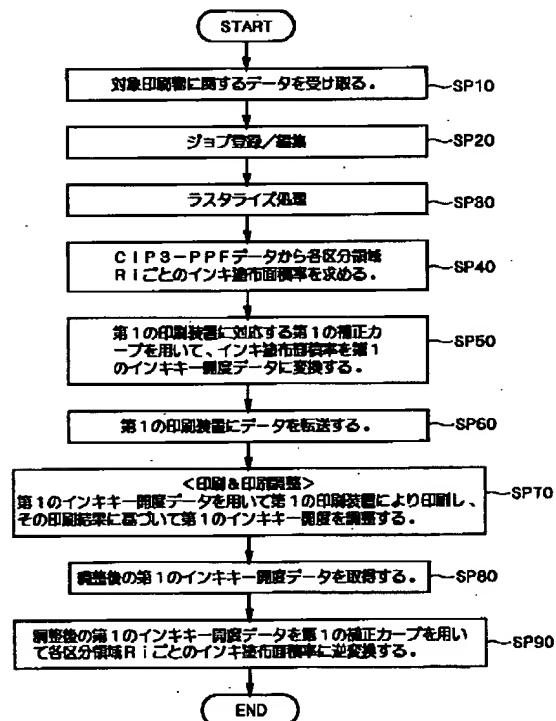 START
対象印刷物に関するデータを受け取る。
SP10
ジョブ登録/編集
SP20
ラスタライズ処理
SP30
CIP3-PPFデータから各区分領域
Riごとのインキ塗布面積率を求める。
SP40
第1の印刷装置に対応する第1の補正カ
ーブを用いて、インキ塗布面積率を第1
のインキキー開度データに変換する。
SP50
第1の印刷装置にデータを転送する。
SP60
<印刷&印刷調整>
第1のインキキー開度データを用いて第1の印刷装置により印刷し、
その印刷結果に基づいて第1のインキキー開度を調整する。
SP70
調整後の第1のインキキー開度データを取得する。
SP80
調整後の第1のインキキー開度データを第1の補正カーブを用い
て各区分領域Riごとのインキ塗布面積率に逆変換する。
SP90
END